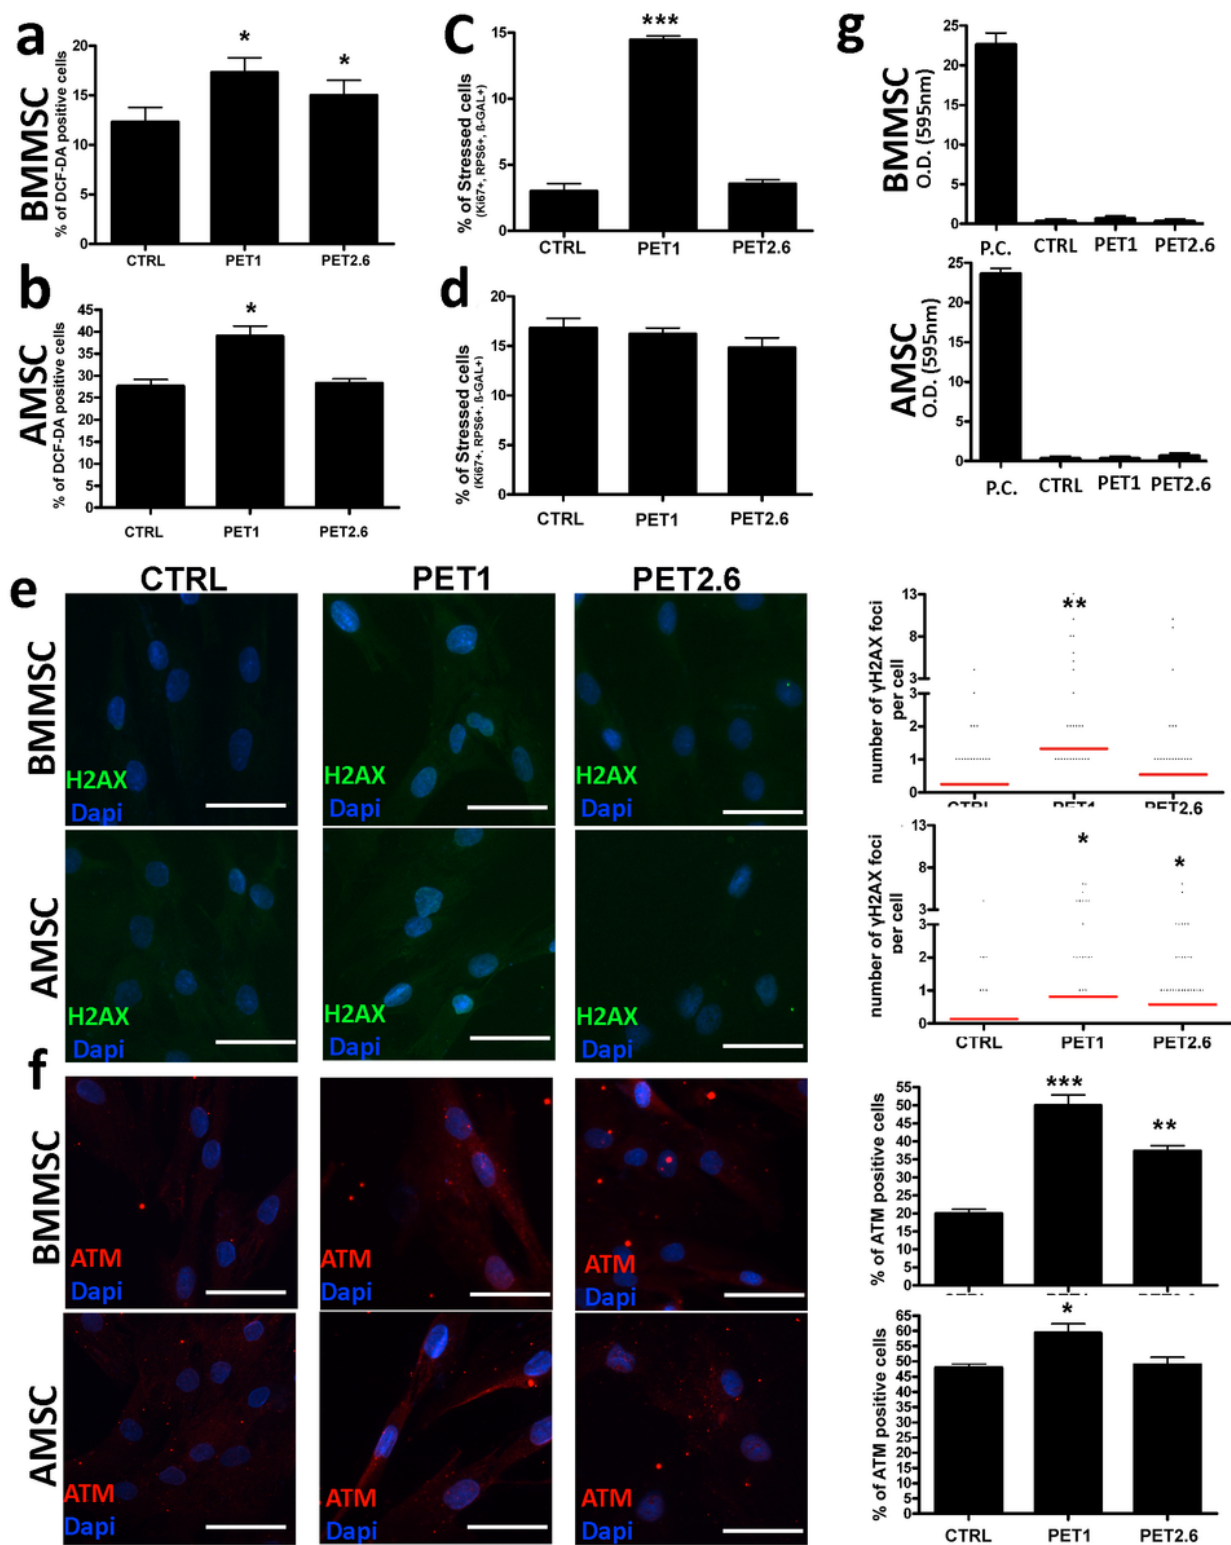 a
BMMSC
% of DCF-DA positive cells
20
15
10
5
0
*
*
CTRL
PET1
PET2.6
C
% of Stressed cells
(Ki67+, RPS6+, ß-GAL+)
15
10
5
0
***
CTRL
PET1
PET2.6
g
BMMSC
O.D. (595nm)
25
20
15
10
5
0
P.C.
CTRL
PET1
PET2.6
b
AMSC
% of DCF-DA positive cells
45
40
35
30
25
20
15
10
5
0
*
CTRL
PET1
PET2.6
d
% of Stressed cells
(Ki67+, RPS6+, ß-GAL+)
20
15
10
5
0
CTRL
PET1
PET2.6
AMSC
O.D. (595nm)
25
20
15
10
5
0
P.C.
CTRL
PET1
PET2.6
e
CTRL
PET1
PET2.6
BMMSC
H2AX
Dapi
H2AX
Dapi
H2AX
Dapi
number of γH2AX foci
per cell
13
8
3
3
2
1
0
**
CTRL
PET1
PET2.6
AMSC
H2AX
Dapi
H2AX
Dapi
H2AX
Dapi
number of γH2AX foci
per cell
13
8
3
3
2
1
0
*
*
CTRL
PET1
PET2.6
f
BMMSC
ATM
Dapi
ATM
Dapi
ATM
Dapi
% of ATM positive cells
55
50
45
40
35
30
25
20
15
10
5
0
***
**
AMSC
ATM
Dapi
ATM
Dapi
ATM
Dapi
% of ATM positive cells
65
60
55
50
45
40
35
30
25
20
15
10
5
0
*
CTRL
PET1
PET2.6